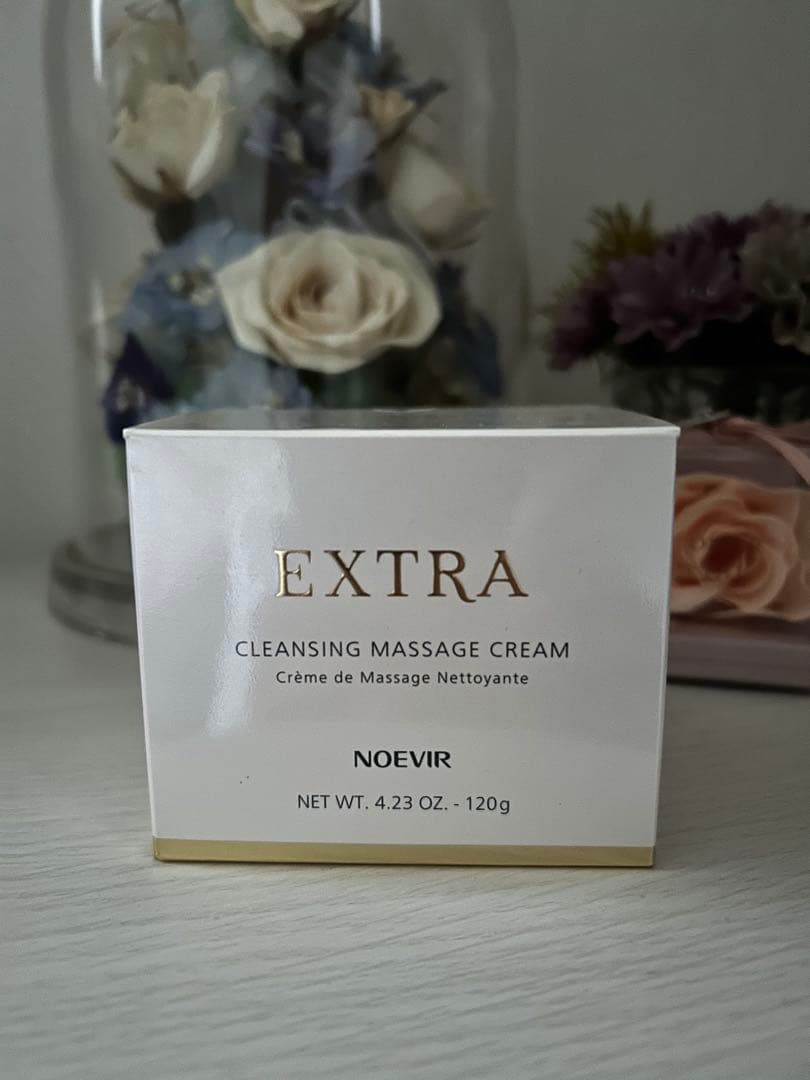 EXTRA
CLEANSING MASSAGE CREAM
Crème de Massage Nettoyante
NOEVIR
NET WT. 4.23 OZ. - 120g